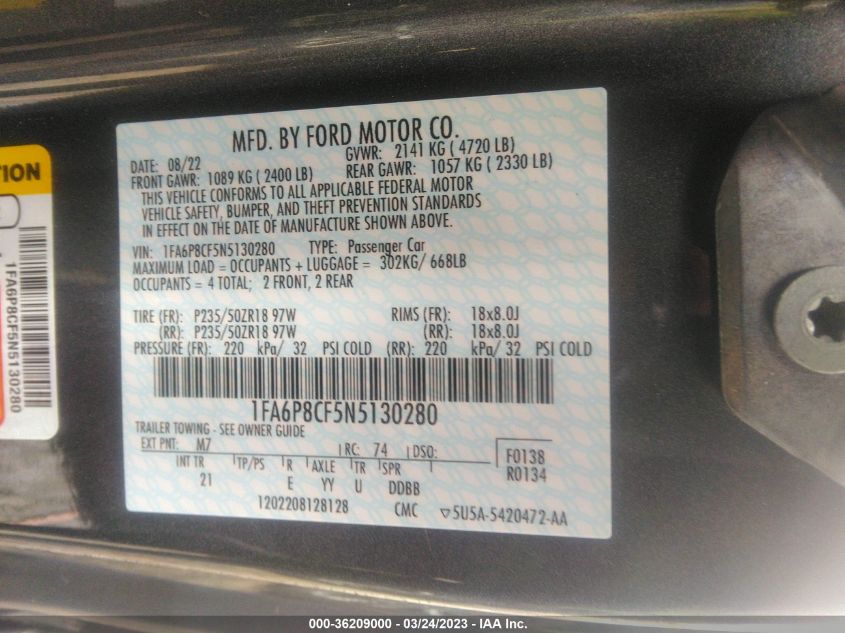 MFD. BY FORD MOTOR CO.
DATE: 08/22 GVWR: 2141 KG ( 4720 LB)
FRONT GAWR: 1089 KG ( 2400 LB) REAR GAWR: 1057 KG ( 2330 LB)
THIS VEHICLE CONFORMS TO ALL APPLICABLE FEDERAL MOTOR
VEHICLE SAFETY, BUMPER, AND THEFT PREVENTION STANDARDS
IN EFFECT ON THE DATE OF MANUFACTURE SHOWN ABOVE.
VIN: 1FA6P8CF5N5130280 TYPE: Passenger Car
MAXIMUM LOAD = OCCUPANTS + LUGGAGE = 302KG/ 668LB
OCCUPANTS = 4 TOTAL; 2 FRONT, 2 REAR
TIRE (FR): P235/50ZR18 97W RIMS (FR): 18x8.0J
(RR): P235/50ZR18 97W (RR): 18x8.0J
PRESSURE (FR): 220 kPa/ 32 PSI COLD (RR): 220 kPa/ 32 PSI COLD
1FA6P8CF5N5130280
TRAILER TOWING - SEE OWNER GUIDE
EXT PNT: M7 RC: 74 DSO: F0138
INT TR TP/PS R AXLE TR SPR R0134
21 E YY U DDBB
1202208128128 CMC ▽5U5A-5420472-AA
1FA6P8CF5N5130280
000-36209000 - 03/24/2023 - IAA Inc.